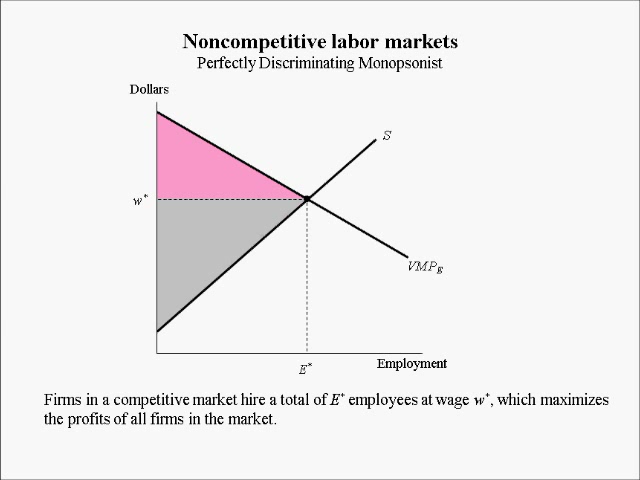 Noncompetitive labor markets
Perfectly Discriminating Monopsonist
Dollars
S
w*
VMP_E
E*
Employment
Firms in a competitive market hire a total of E* employees at wage w*, which maximizes
the profits of all firms in the market.